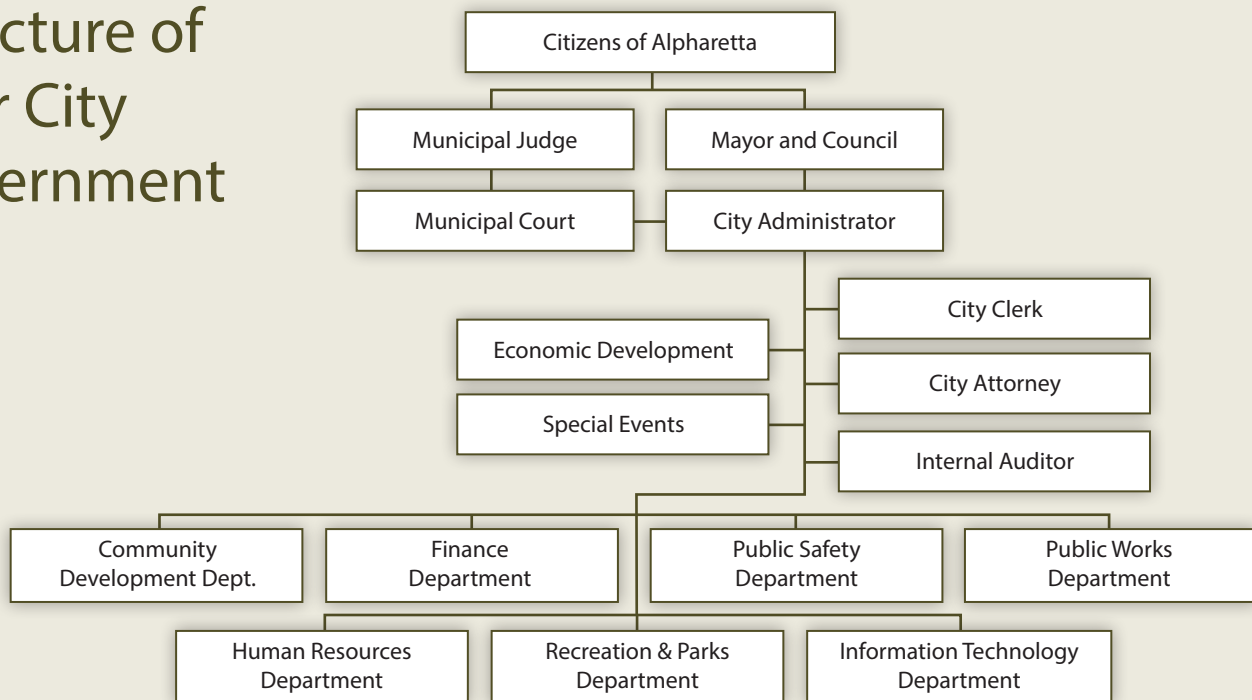 cture of
r City
ernment
Citizens of Alpharetta
Municipal Judge
Mayor and Council
Municipal Court
City Administrator
City Clerk
Economic Development
City Attorney
Special Events
Internal Auditor
Community
Development Dept.
Finance
Department
Public Safety
Department
Public Works
Department
Human Resources
Department
Recreation & Parks
Department
Information Technology
Department